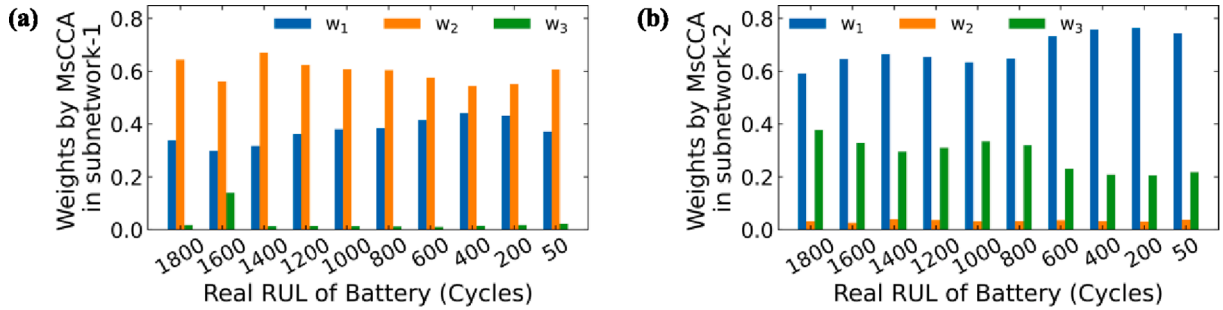 (a)
w1 w2 w3
Weights by MsCCA
in subnetwork-1
0.8
0.6
0.4
0.2
0.0
1800 1600 1400 1200 1000 800 600 400 200 50
Real RUL of Battery (Cycles)
(b)
w1 w2 w3
Weights by MsCCA
in subnetwork-2
0.8
0.6
0.4
0.2
0.0
1800 1600 1400 1200 1000 800 600 400 200 50
Real RUL of Battery (Cycles)